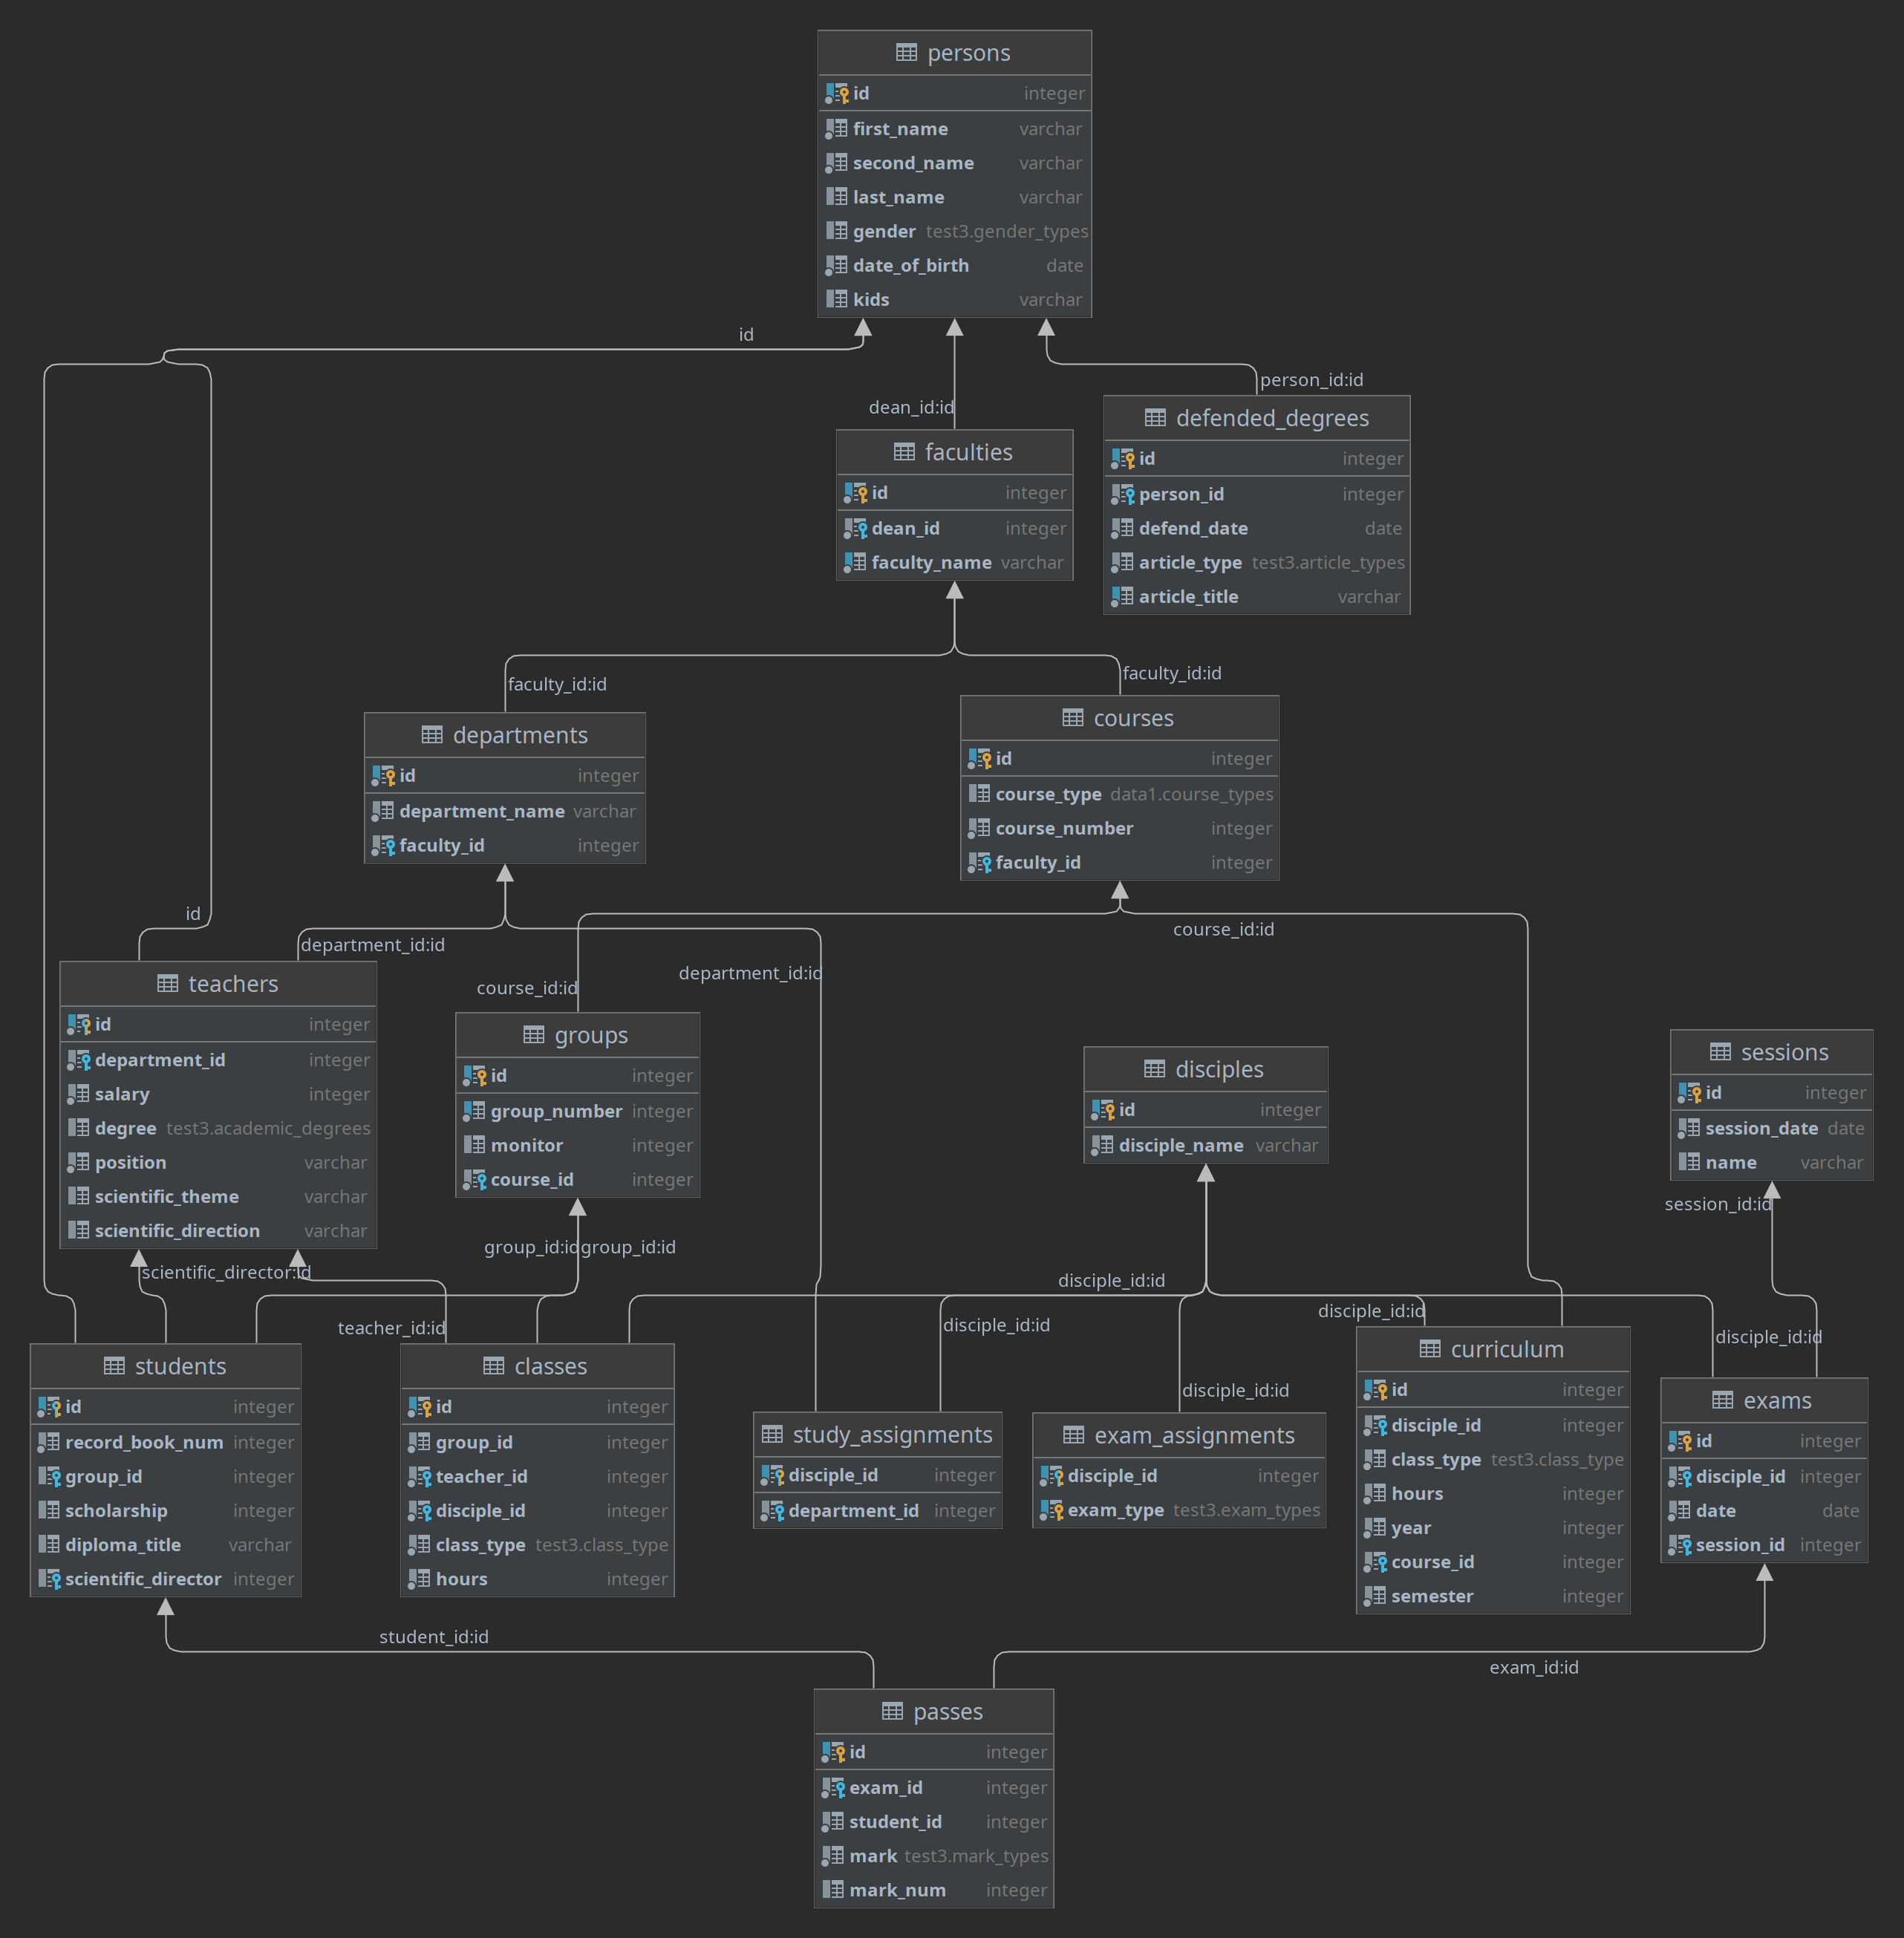 persons
id integer
first_name varchar
second_name varchar
last_name varchar
gender test3.gender_types
date_of_birth date
kids varchar
id
person_id:id
dean_id:id
defended_degrees
id integer
person_id integer
defend_date date
article_type test3.article_types
article_title varchar
faculties
id integer
dean_id integer
faculty_name varchar
faculty_id:id
faculty_id:id
departments
id integer
department_name varchar
faculty_id integer
courses
id integer
course_type data1.course_types
course_number integer
faculty_id integer
id
department_id:id
course_id:id
department_id:id
course_id:id
teachers
id integer
department_id integer
salary integer
degree test3.academic_degrees
position varchar
scientific_theme varchar
scientific_direction varchar
groups
id integer
group_number integer
monitor integer
course_id integer
disciples
id integer
disciple_name varchar
sessions
id integer
session_date date
name varchar
session_id:id
group_id:id
group_id:id
scientific_director:id
disciple_id:id
teacher_id:id
disciple_id:id
disciple_id:id
disciple_id:id
disciple_id:id
students
id integer
record_book_num integer
group_id integer
scholarship integer
diploma_title varchar
scientific_director integer
classes
id integer
group_id integer
teacher_id integer
disciple_id integer
class_type test3.class_type
hours integer
study_assignments
disciple_id integer
department_id integer
exam_assignments
disciple_id integer
exam_type test3.exam_types
curriculum
id integer
disciple_id integer
class_type test3.class_type
hours integer
year integer
course_id integer
semester integer
exams
id integer
disciple_id integer
date date
session_id integer
student_id:id
exam_id:id
passes
id integer
exam_id integer
student_id integer
mark test3.mark_types
mark_num integer